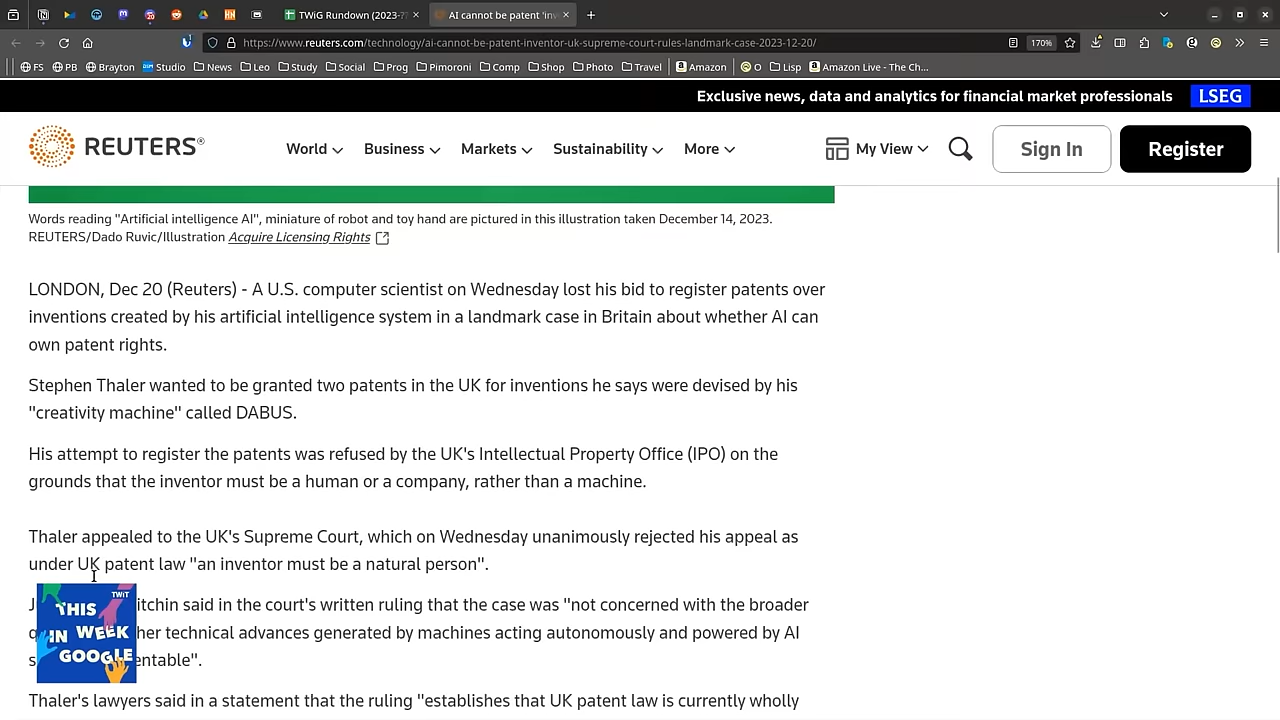 TWiG Rundown (2023-??
AI cannot be patent 'inv
https://www.reuters.com/technology/ai-cannot-be-patent-inventor-uk-supreme-court-rules-landmark-case-2023-12-20/
170%
FS PB Brayton Studio News Leo Study Social Prog Pimoroni Comp Shop Photo Travel Amazon O Lisp Amazon Live - The Ch...
Exclusive news, data and analytics for financial market professionals LSEG
REUTERS®
World Business Markets Sustainability More My View Sign In Register
Words reading "Artificial intelligence AI", miniature of robot and toy hand are pictured in this illustration taken December 14, 2023.
REUTERS/Dado Ruvic/Illustration Acquire Licensing Rights
LONDON, Dec 20 (Reuters) - A U.S. computer scientist on Wednesday lost his bid to register patents over
inventions created by his artificial intelligence system in a landmark case in Britain about whether AI can
own patent rights.
Stephen Thaler wanted to be granted two patents in the UK for inventions he says were devised by his
"creativity machine" called DABUS.
His attempt to register the patents was refused by the UK's Intellectual Property Office (IPO) on the
grounds that the inventor must be a human or a company, rather than a machine.
Thaler appealed to the UK's Supreme Court, which on Wednesday unanimously rejected his appeal as
under UK patent law "an inventor must be a natural person".
itchin said in the court's written ruling that the case was "not concerned with the broader
her technical advances generated by machines acting autonomously and powered by AI
entable".
TWiT
THIS
IN WEEK
GOOGLE
Thaler's lawyers said in a statement that the ruling "establishes that UK patent law is currently wholly